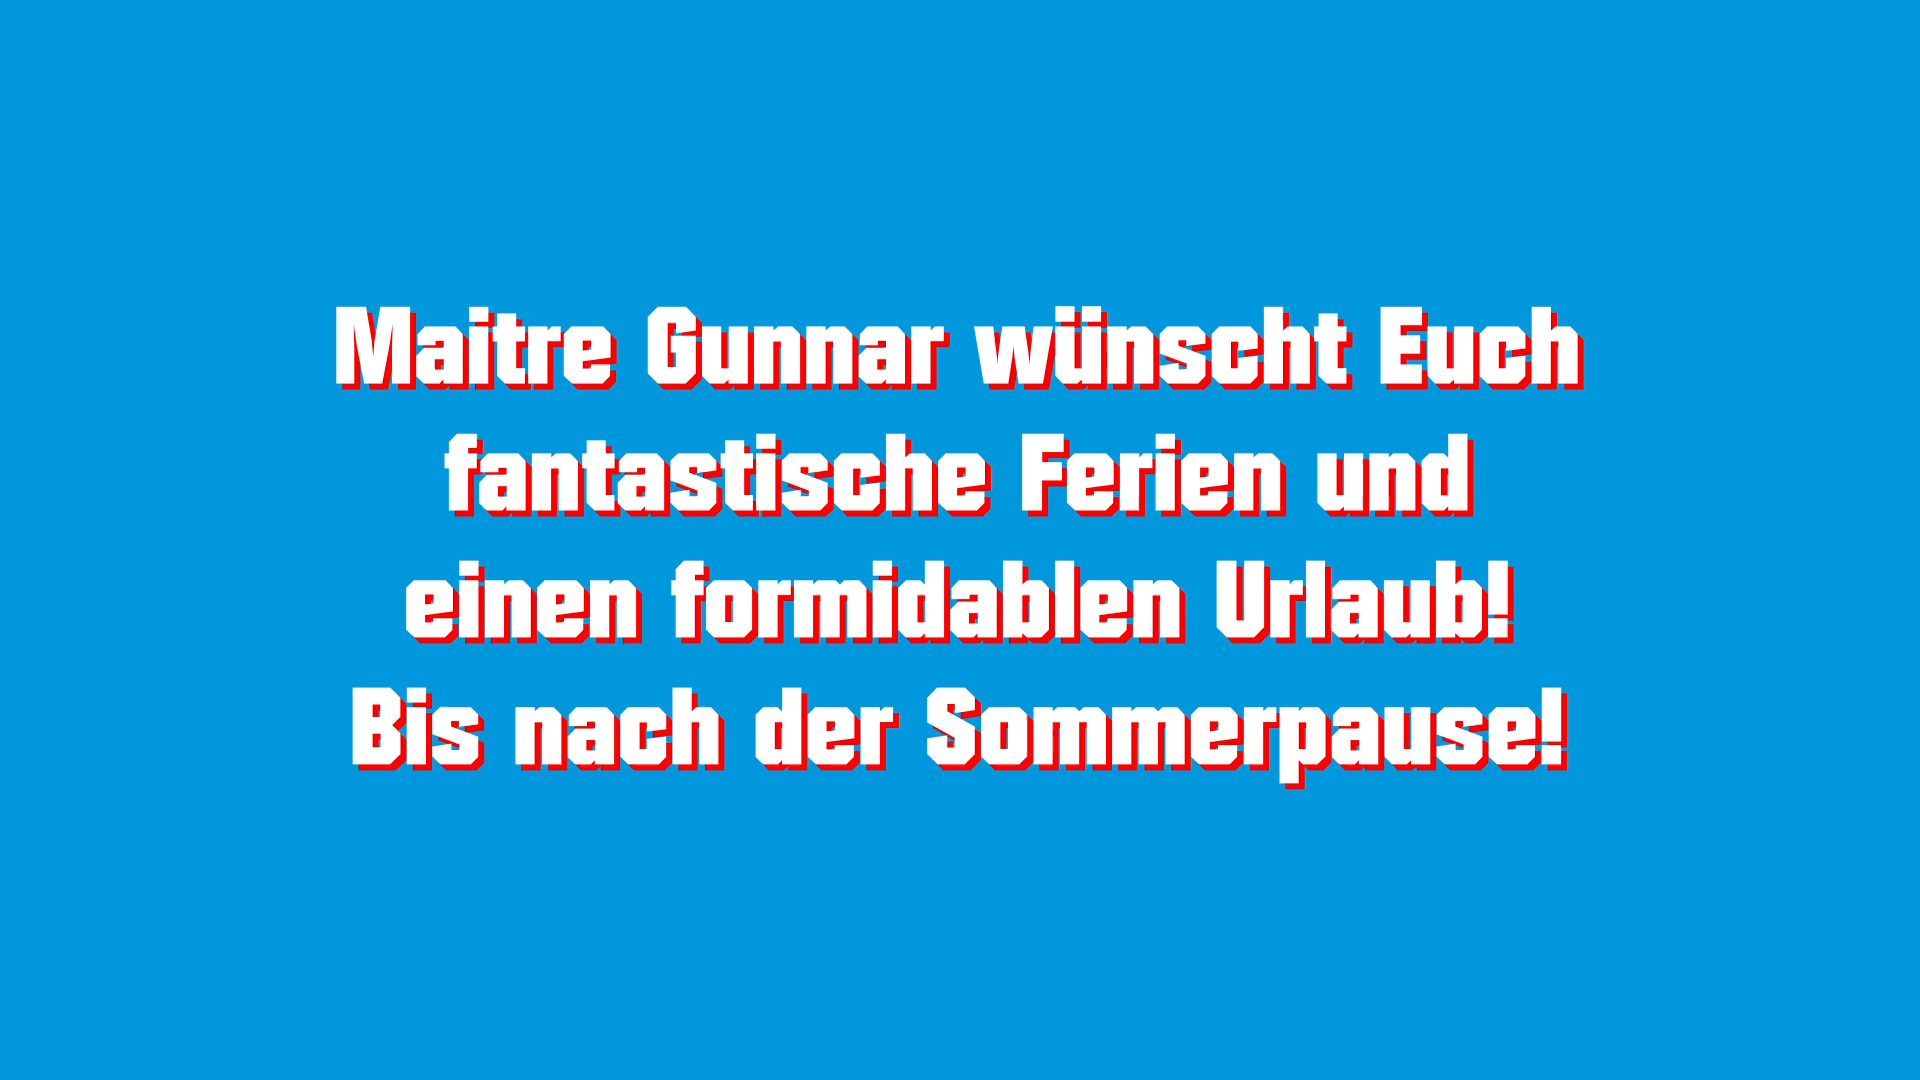 Maitre Gunnar wünscht Euch
fantastische Ferien und
einen formidablen Urlaub!
Bis nach der Sommerpause!